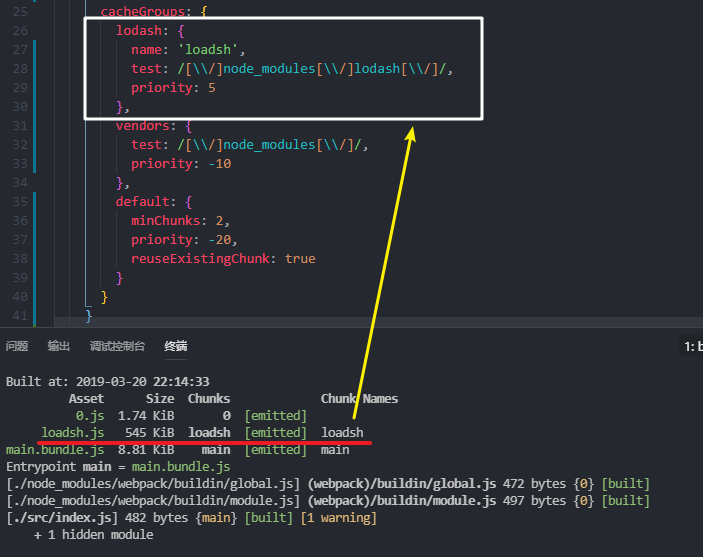 25 cacheGroups: {
26 lodash: {
27 name: 'loadsh',
28 test: /[\\/]node_modules[\\/]lodash[\\/]/,
29 priority: 5
30 },
31 vendors: {
32 test: /[\\/]node_modules[\\/]/,
33 priority: -10
34 },
35 default: {
36 minChunks: 2,
37 priority: -20,
38 reuseExistingChunk: true
39 }
40 }
41 }
问题 输出 调试控制台 终端 1: b
Built at: 2019-03-20 22:14:33
Asset Size Chunks Chunk Names
0.js 1.74 KiB 0 [emitted]
loadsh.js 545 KiB loadsh [emitted] loadsh
main.bundle.js 8.81 KiB main [emitted] main
Entrypoint main = main.bundle.js
[./node_modules/webpack/buildin/global.js] (webpack)/buildin/global.js 472 bytes {0} [built]
[./node_modules/webpack/buildin/module.js] (webpack)/buildin/module.js 497 bytes {0} [built]
[./src/index.js] 482 bytes {main} [built] [1 warning]
+ 1 hidden module